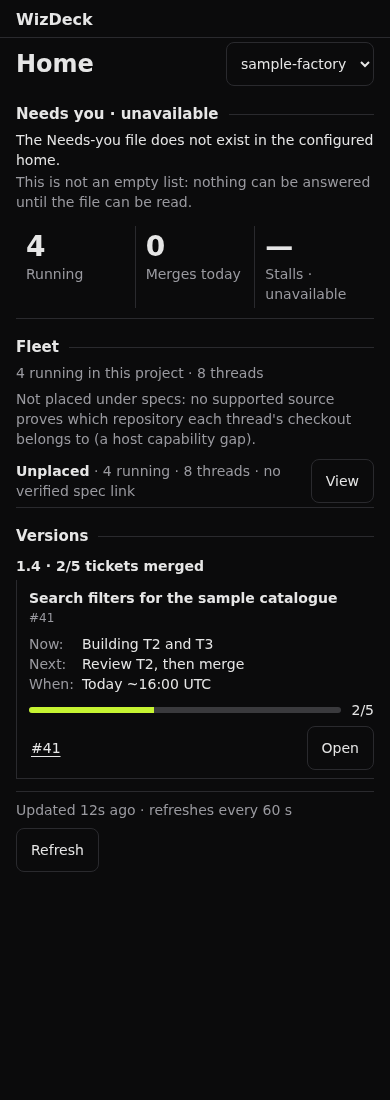 WizDeck
Home
sample-factory
Needs you · unavailable
The Needs-you file does not exist in the configured
home.
This is not an empty list: nothing can be answered
until the file can be read.
4
Running
0
Merges today
—
Stalls ·
unavailable
Fleet
4 running in this project · 8 threads
Not placed under specs: no supported source
proves which repository each thread's checkout
belongs to (a host capability gap).
Unplaced · 4 running · 8 threads · no
verified spec link
View
Versions
1.4 · 2/5 tickets merged
Search filters for the sample catalogue
#41
Now: Building T2 and T3
Next: Review T2, then merge
When: Today ~16:00 UTC
2/5
#41
Open
Updated 12s ago · refreshes every 60 s
Refresh